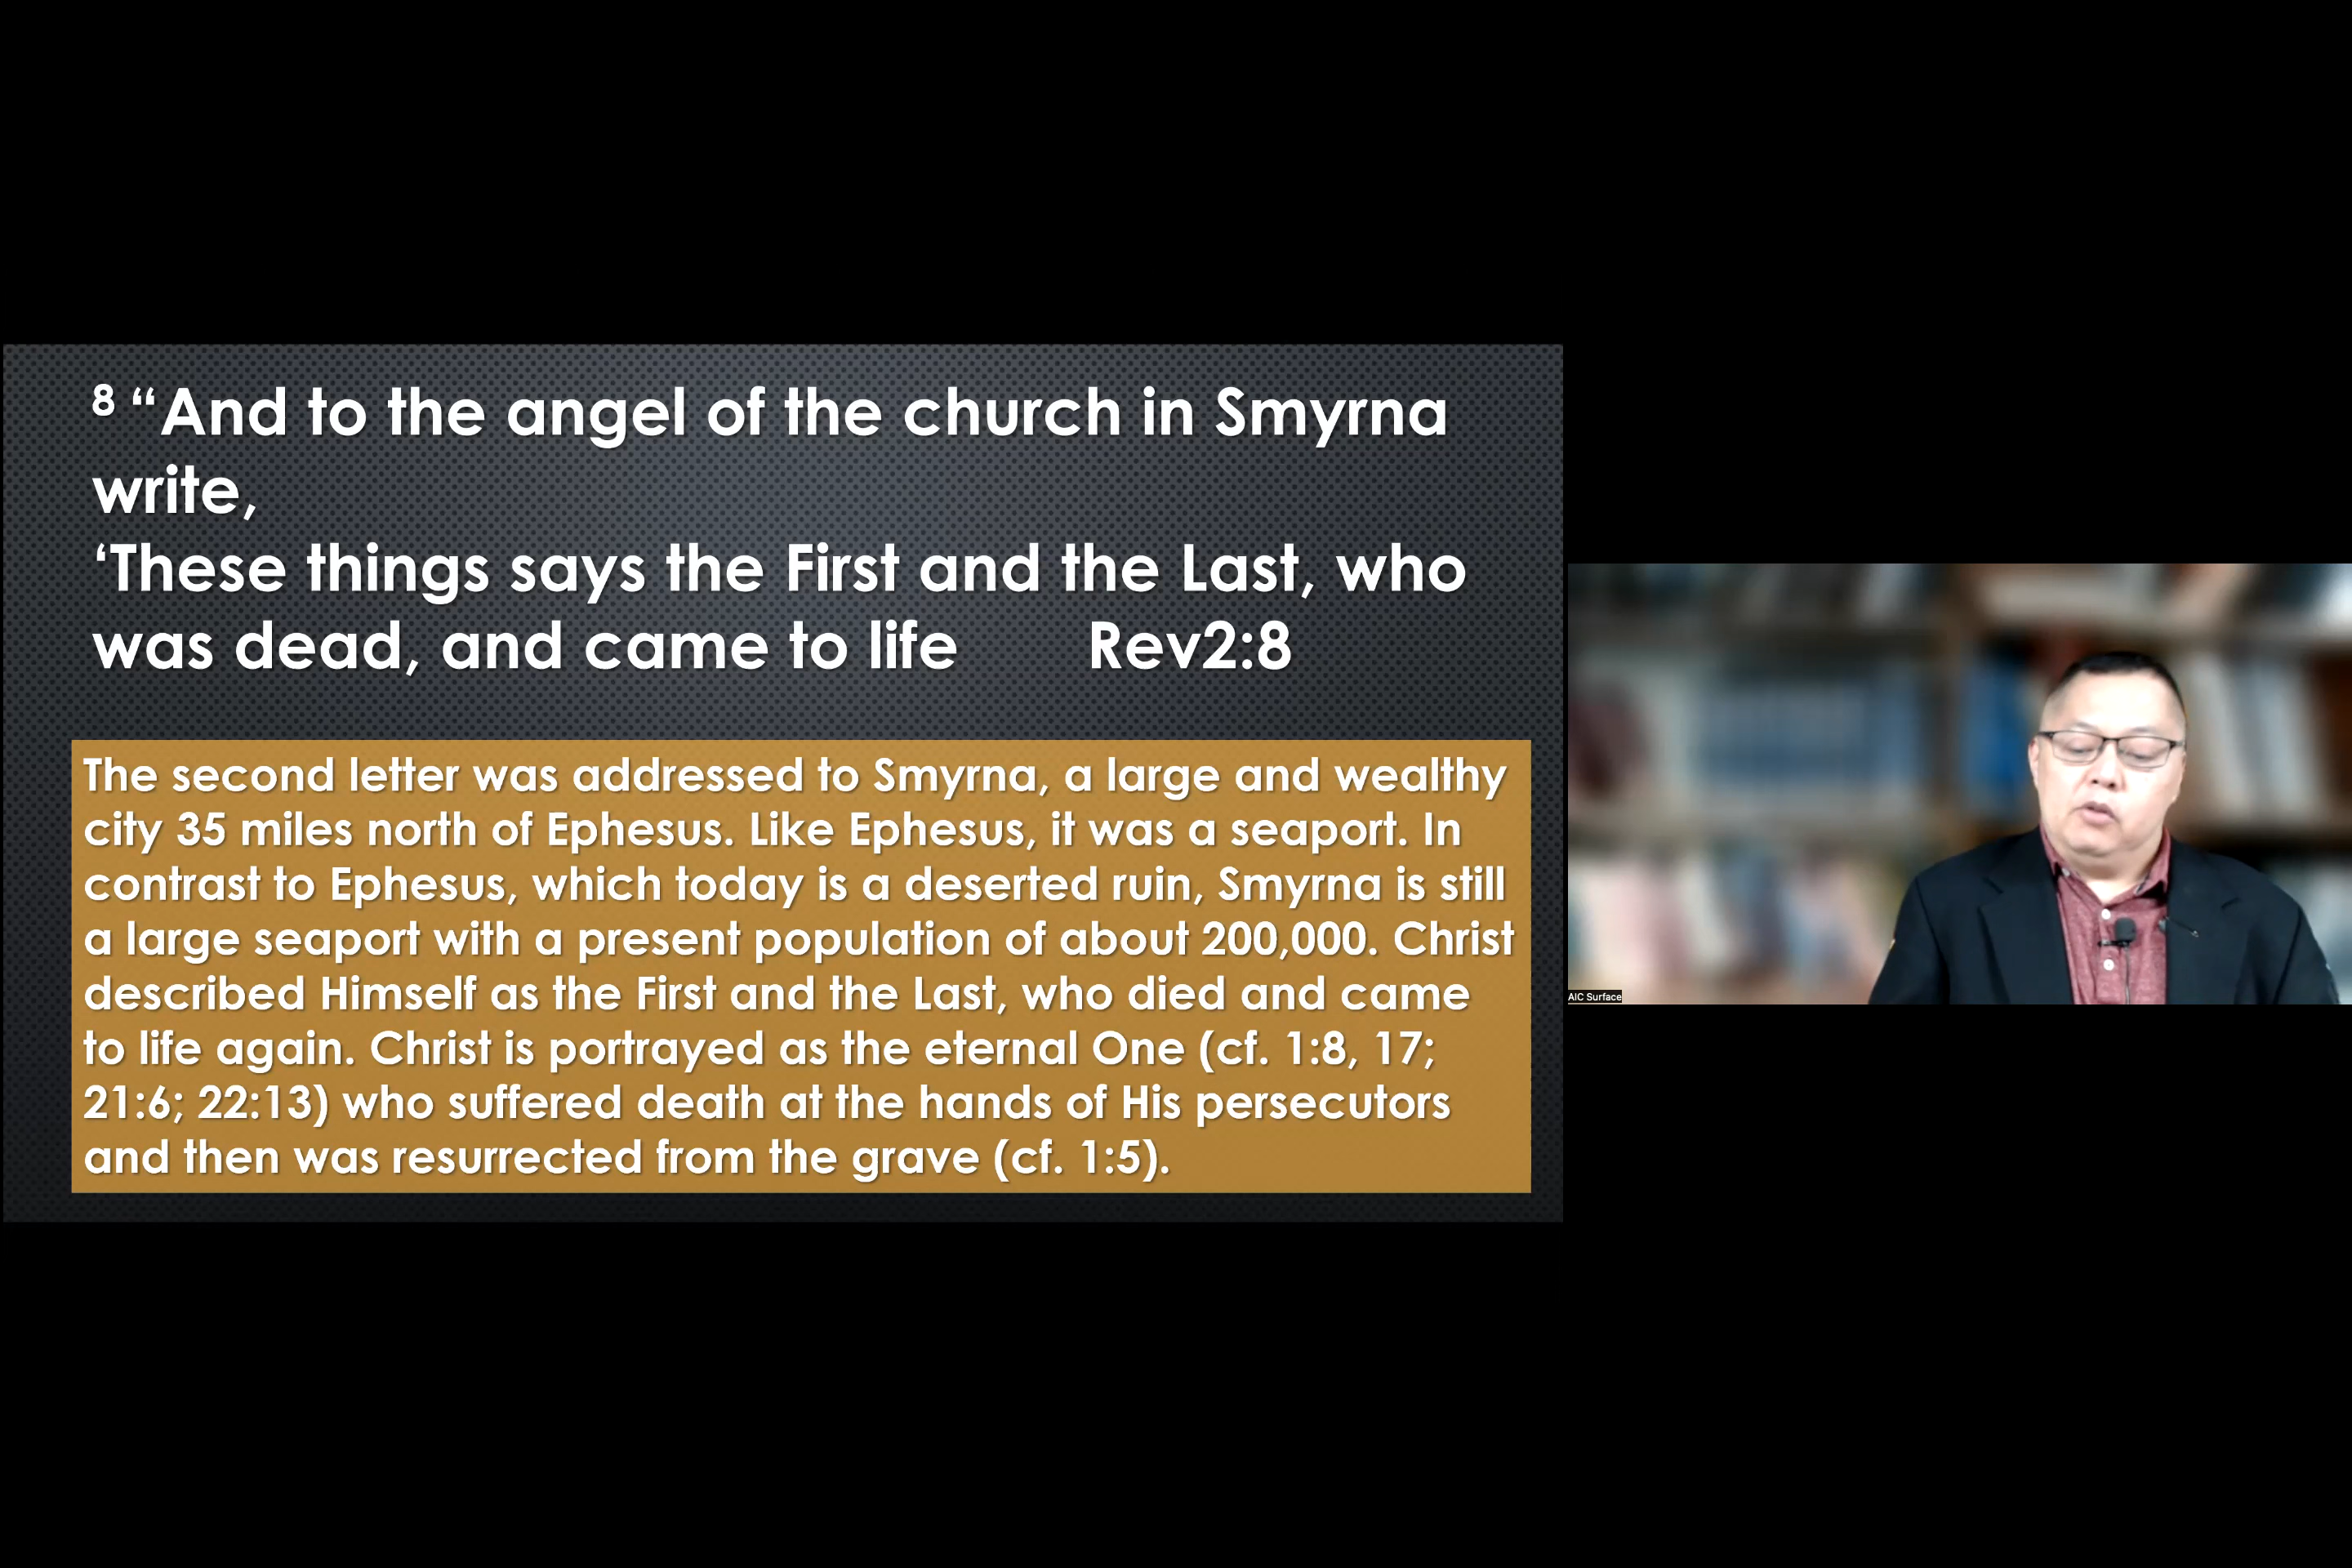 8 “And to the angel of the church in Smyrna
write,
‘These things says the First and the Last, who
was dead, and came to life Rev2:8
The second letter was addressed to Smyrna, a large and wealthy
city 35 miles north of Ephesus. Like Ephesus, it was a seaport. In
contrast to Ephesus, which today is a deserted ruin, Smyrna is still
a large seaport with a present population of about 200,000. Christ
described Himself as the First and the Last, who died and came
to life again. Christ is portrayed as the eternal One (cf. 1:8, 17;
21:6; 22:13) who suffered death at the hands of His persecutors
and then was resurrected from the grave (cf. 1:5).
AIC Surface